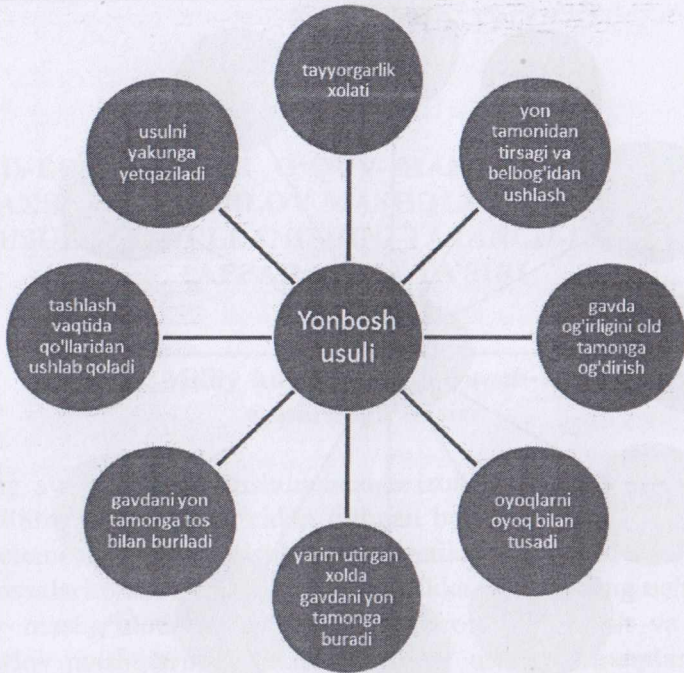 tayyorgarlik
xolati
yon
tamonidan
tirsagi va
belbog'idan
ushlash
gavda
og'irligini old
tamonga
og'dirish
oyoqlarni
oyoq bilan
tusadi
yarim utirgan
xolda
gavdani yon
tamonga
buradi
gavdani yon
tamonga tos
bilan buriladi
tashlash
vaqtida
qo'llaridan
ushlab qoladi
usulni
yakunga
yetqaziladi
Yonbosh
usuli